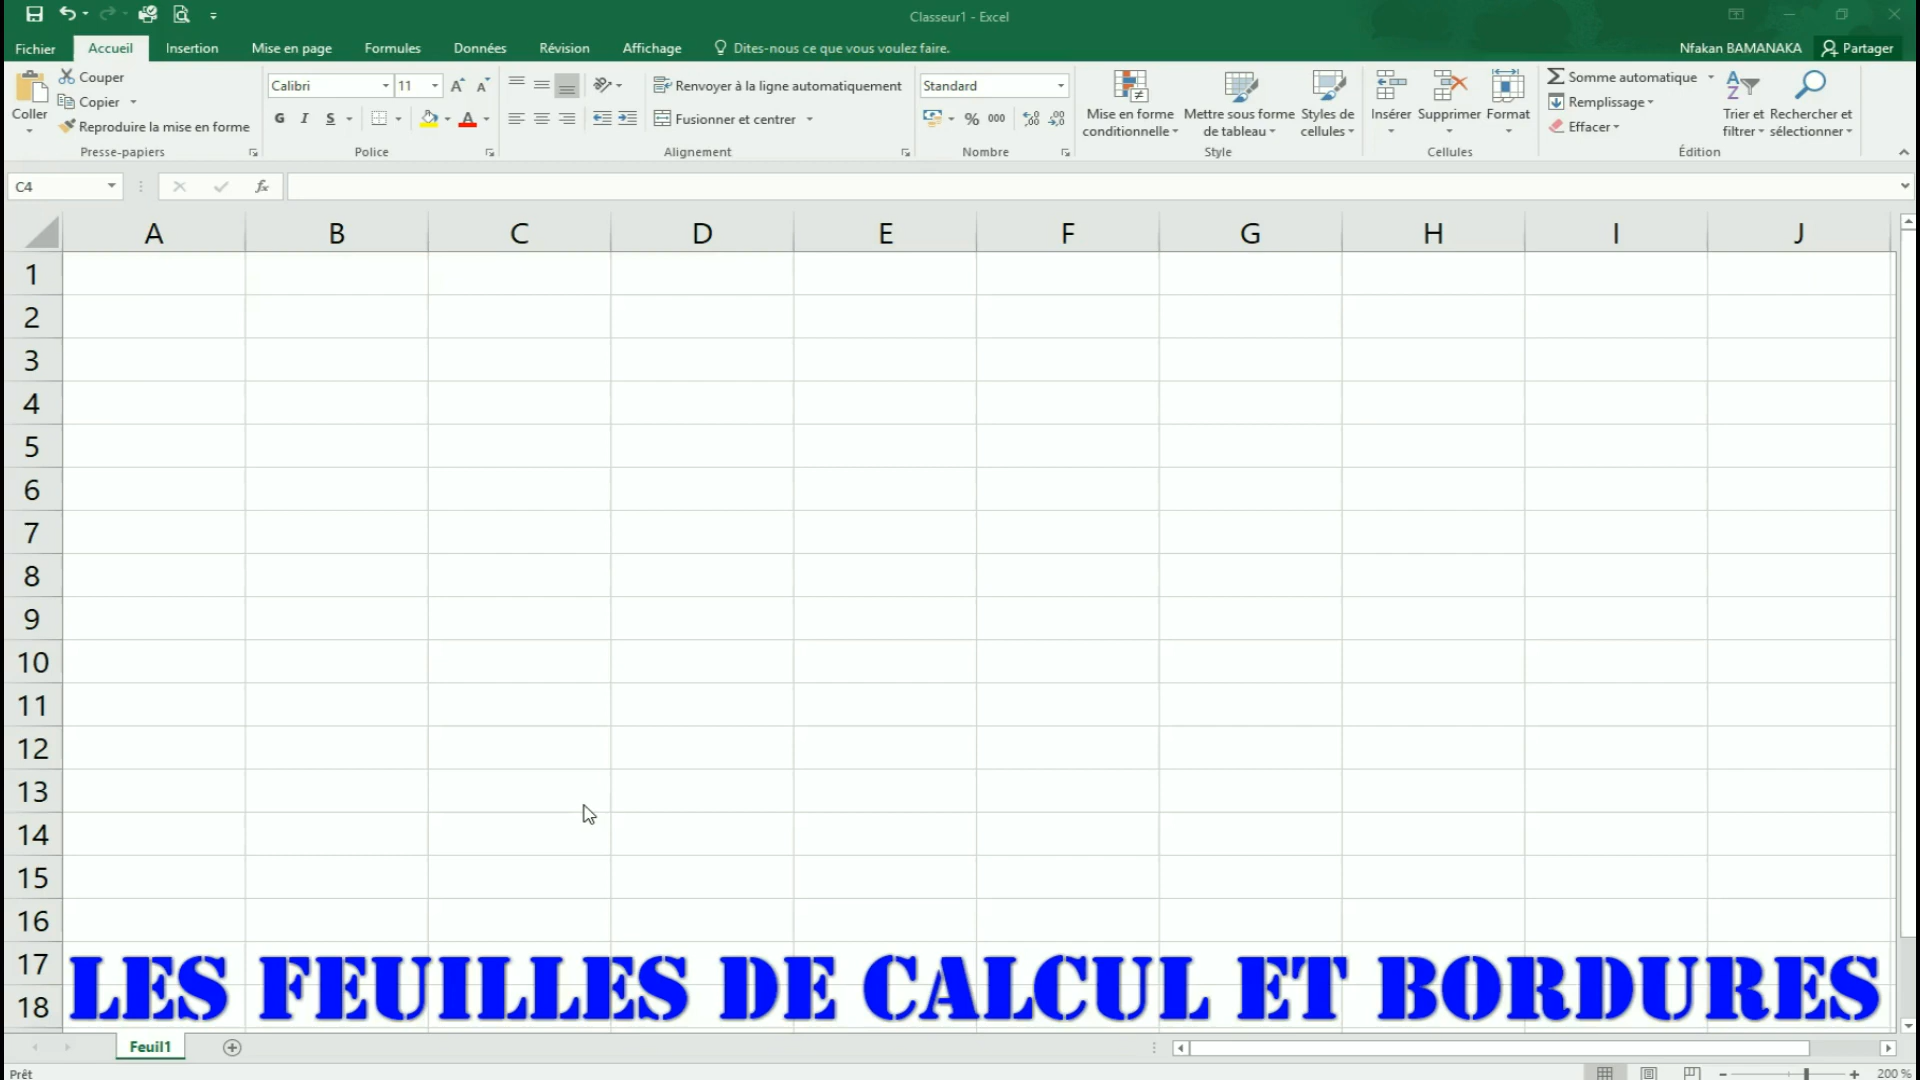 Classeur1 - Excel
Fichier Accueil Insertion Mise en page Formules Données Révision Affichage Dites-nous ce que vous voulez faire. Nfakan BAMANAKA Partager
Coller
Couper
Copier
Reproduire la mise en forme
Presse-papiers
Calibri 11
G I S A
Police
Renvoyer à la ligne automatiquement
Fusionner et centrer
Alignement
Standard
% 000 ,00 ,00
Nombre
Mise en forme conditionnelle
Mettre sous forme de tableau
Styles de cellules
Style
Insérer Supprimer Format
Cellules
Somme automatique
Remplissage
Effacer
Trier et filtrer
Rechercher et sélectionner
Édition
C4 fx
A B C D E F G H I J
1
2
3
4
5
6
7
8
9
10
11
12
13
14
15
16
17
18
LES FEUILLES DE CALCUL ET BORDURES
Feuil1
Prêt 200 %